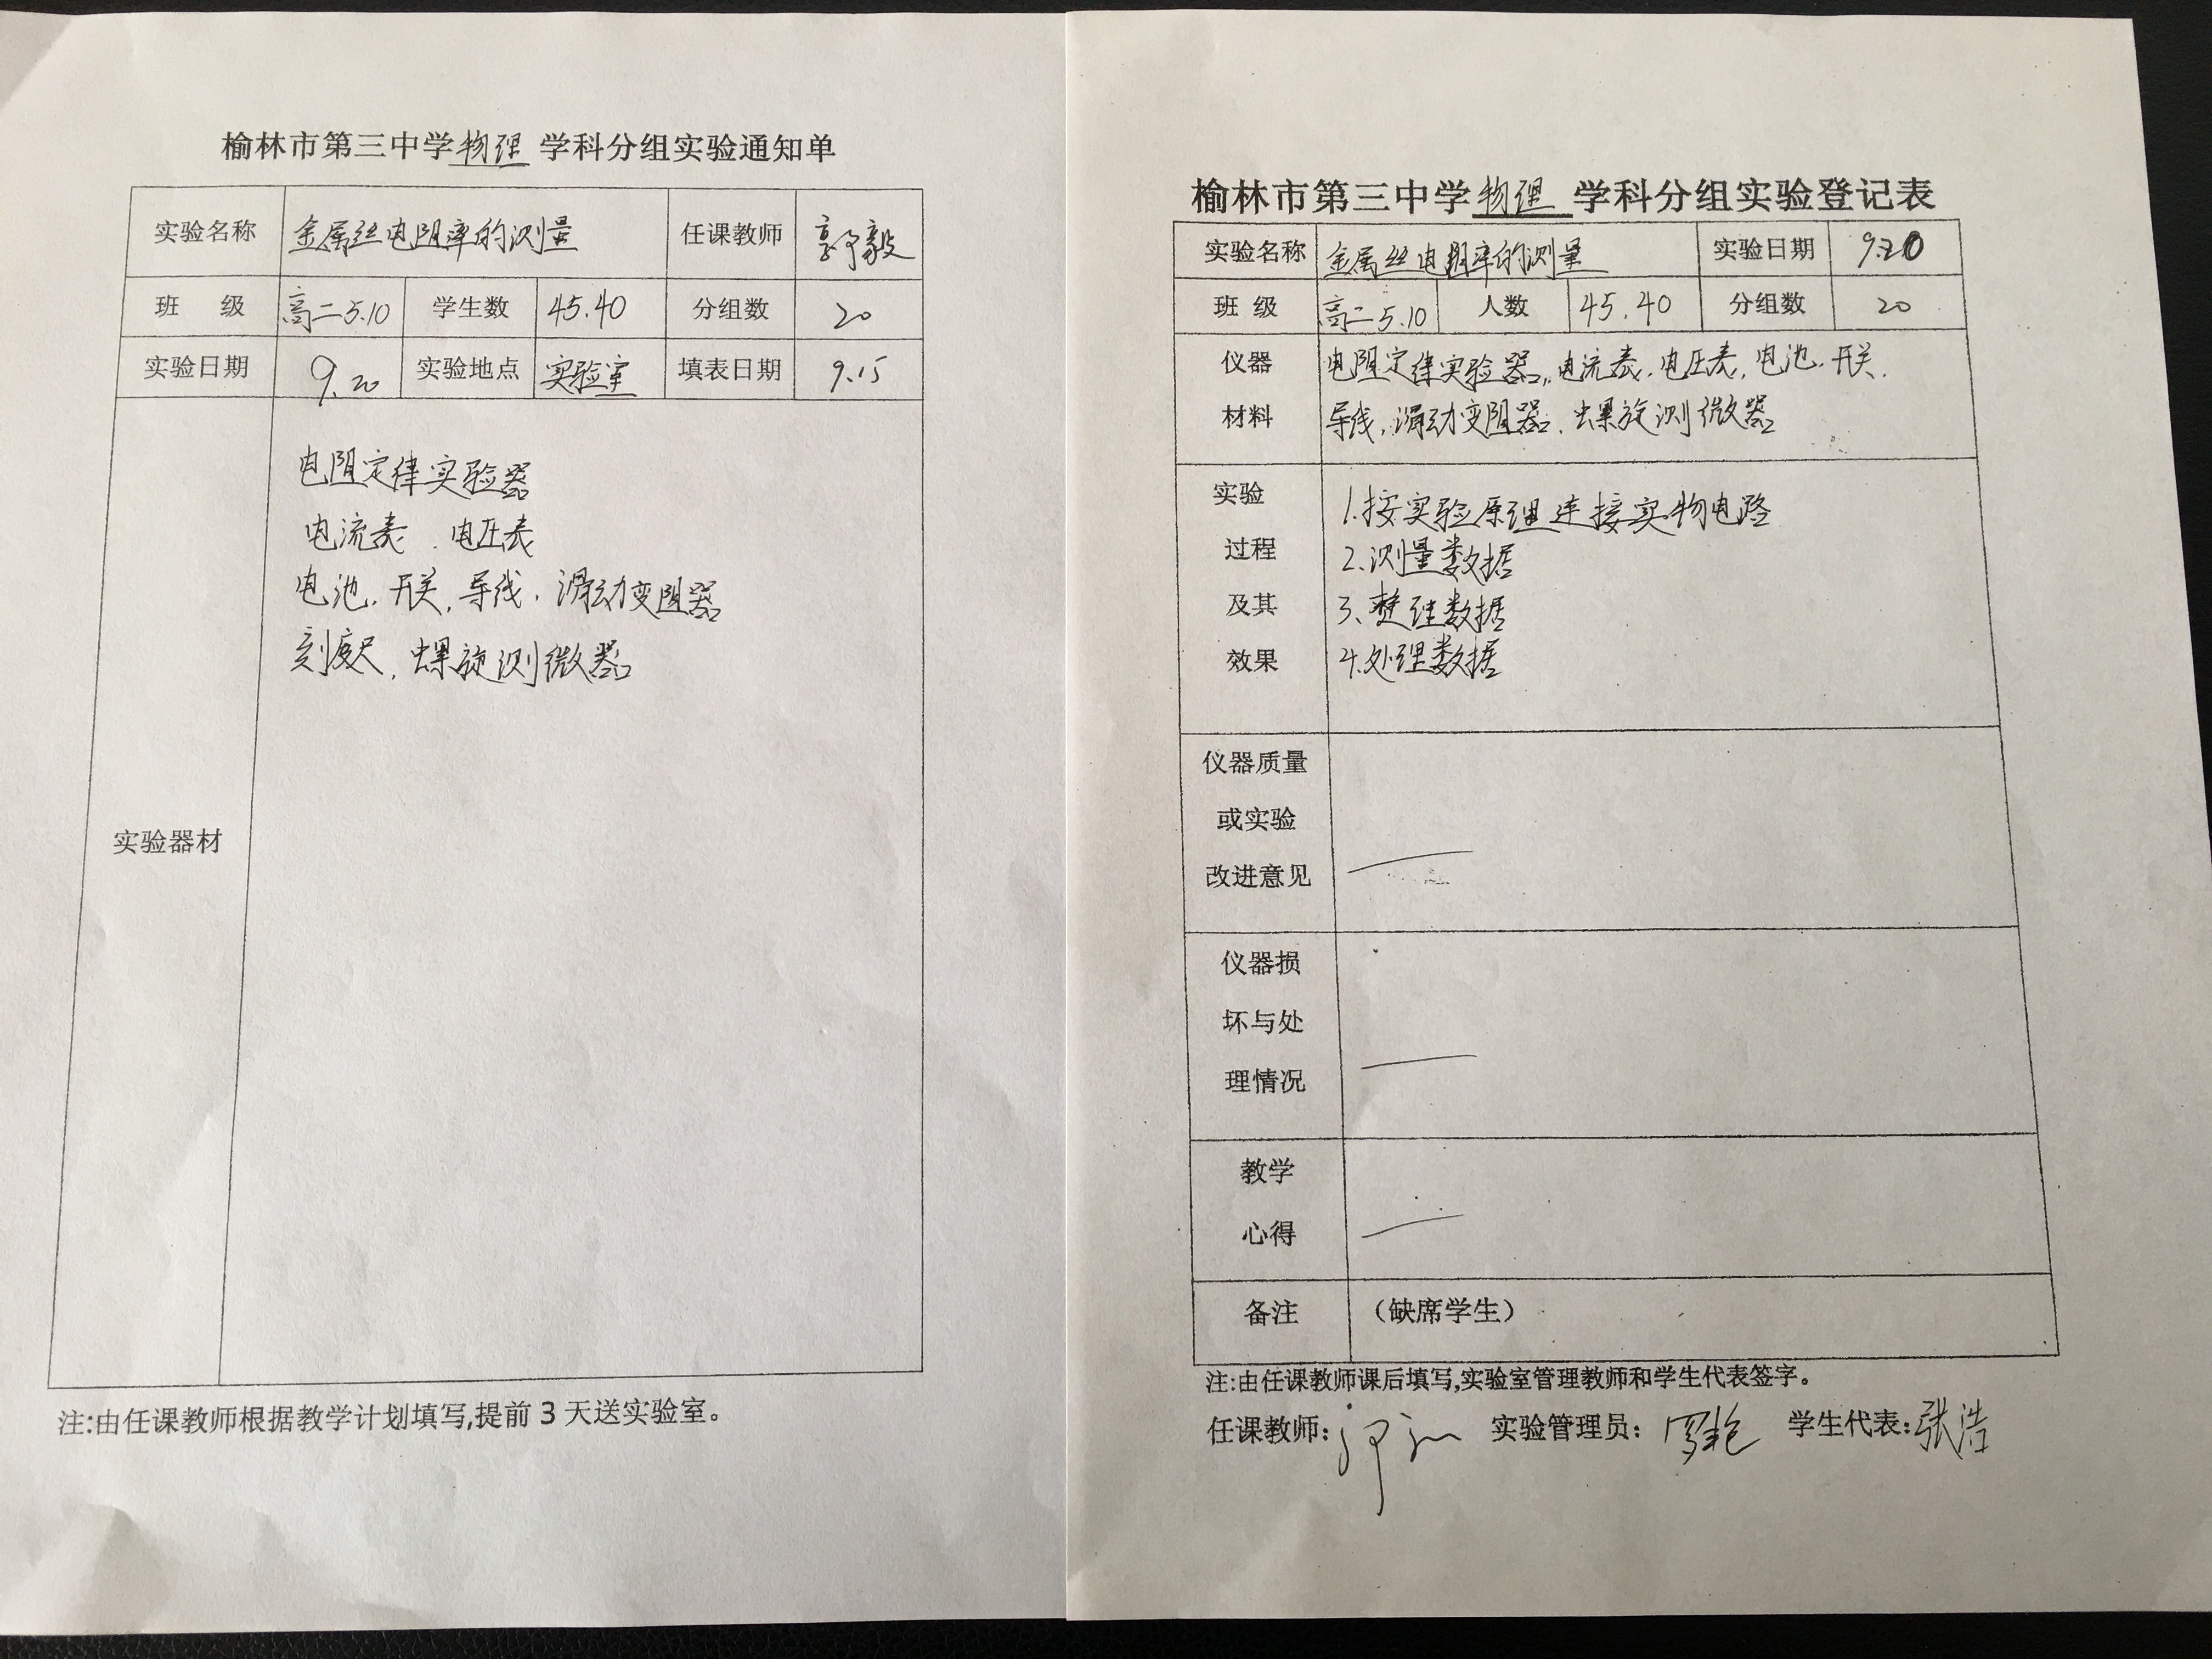 榆林市第三中学物理 学科分组实验通知单
实验名称 金属丝电阻率的测量 任课教师 郭毅
班 级 高二5.10 学生数 45.40 分组数 20
实验日期 9.20 实验地点 实验室 填表日期 9.15
实验器材
电阻定律实验器
电流表.电压表
电池.开关,导线.滑动变阻器
刻度尺,螺旋测微器
注:由任课教师根据教学计划填写,提前3天送实验室。
榆林市第三中学物理 学科分组实验登记表
实验名称 金属丝电阻率的测量 实验日期 9.20
班 级 高二5.10 人数 45.40 分组数 20
仪器 电阻定律实验器,电流表.电压表,电池.开关.
材料 导线,滑动变阻器.螺旋测微器
实验 1.按实验原理连接实物电路
过程 2.测量数据
及其 3、整理数据
效果 4.处理数据
仪器质量
或实验
改进意见
仪器损
坏与处
理情况
教学
心得
备注 (缺席学生)
注:由任课教师课后填写,实验室管理教师和学生代表签字。
任课教师: 实验管理员: 学生代表:张浩